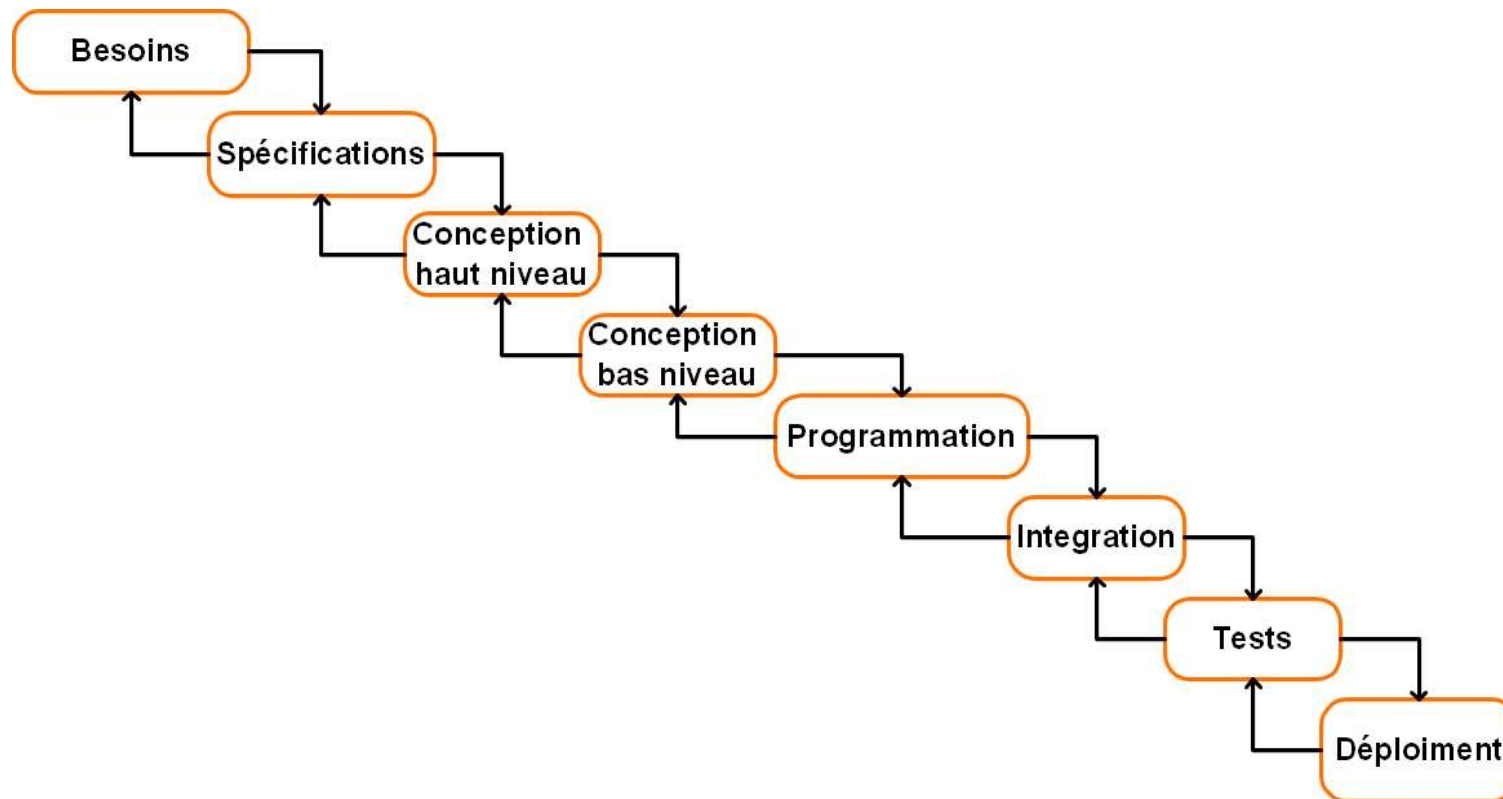 Besoins
Spécifications
Conception
haut niveau
Conception
bas niveau
Programmation
Integration
Tests
Déploiment